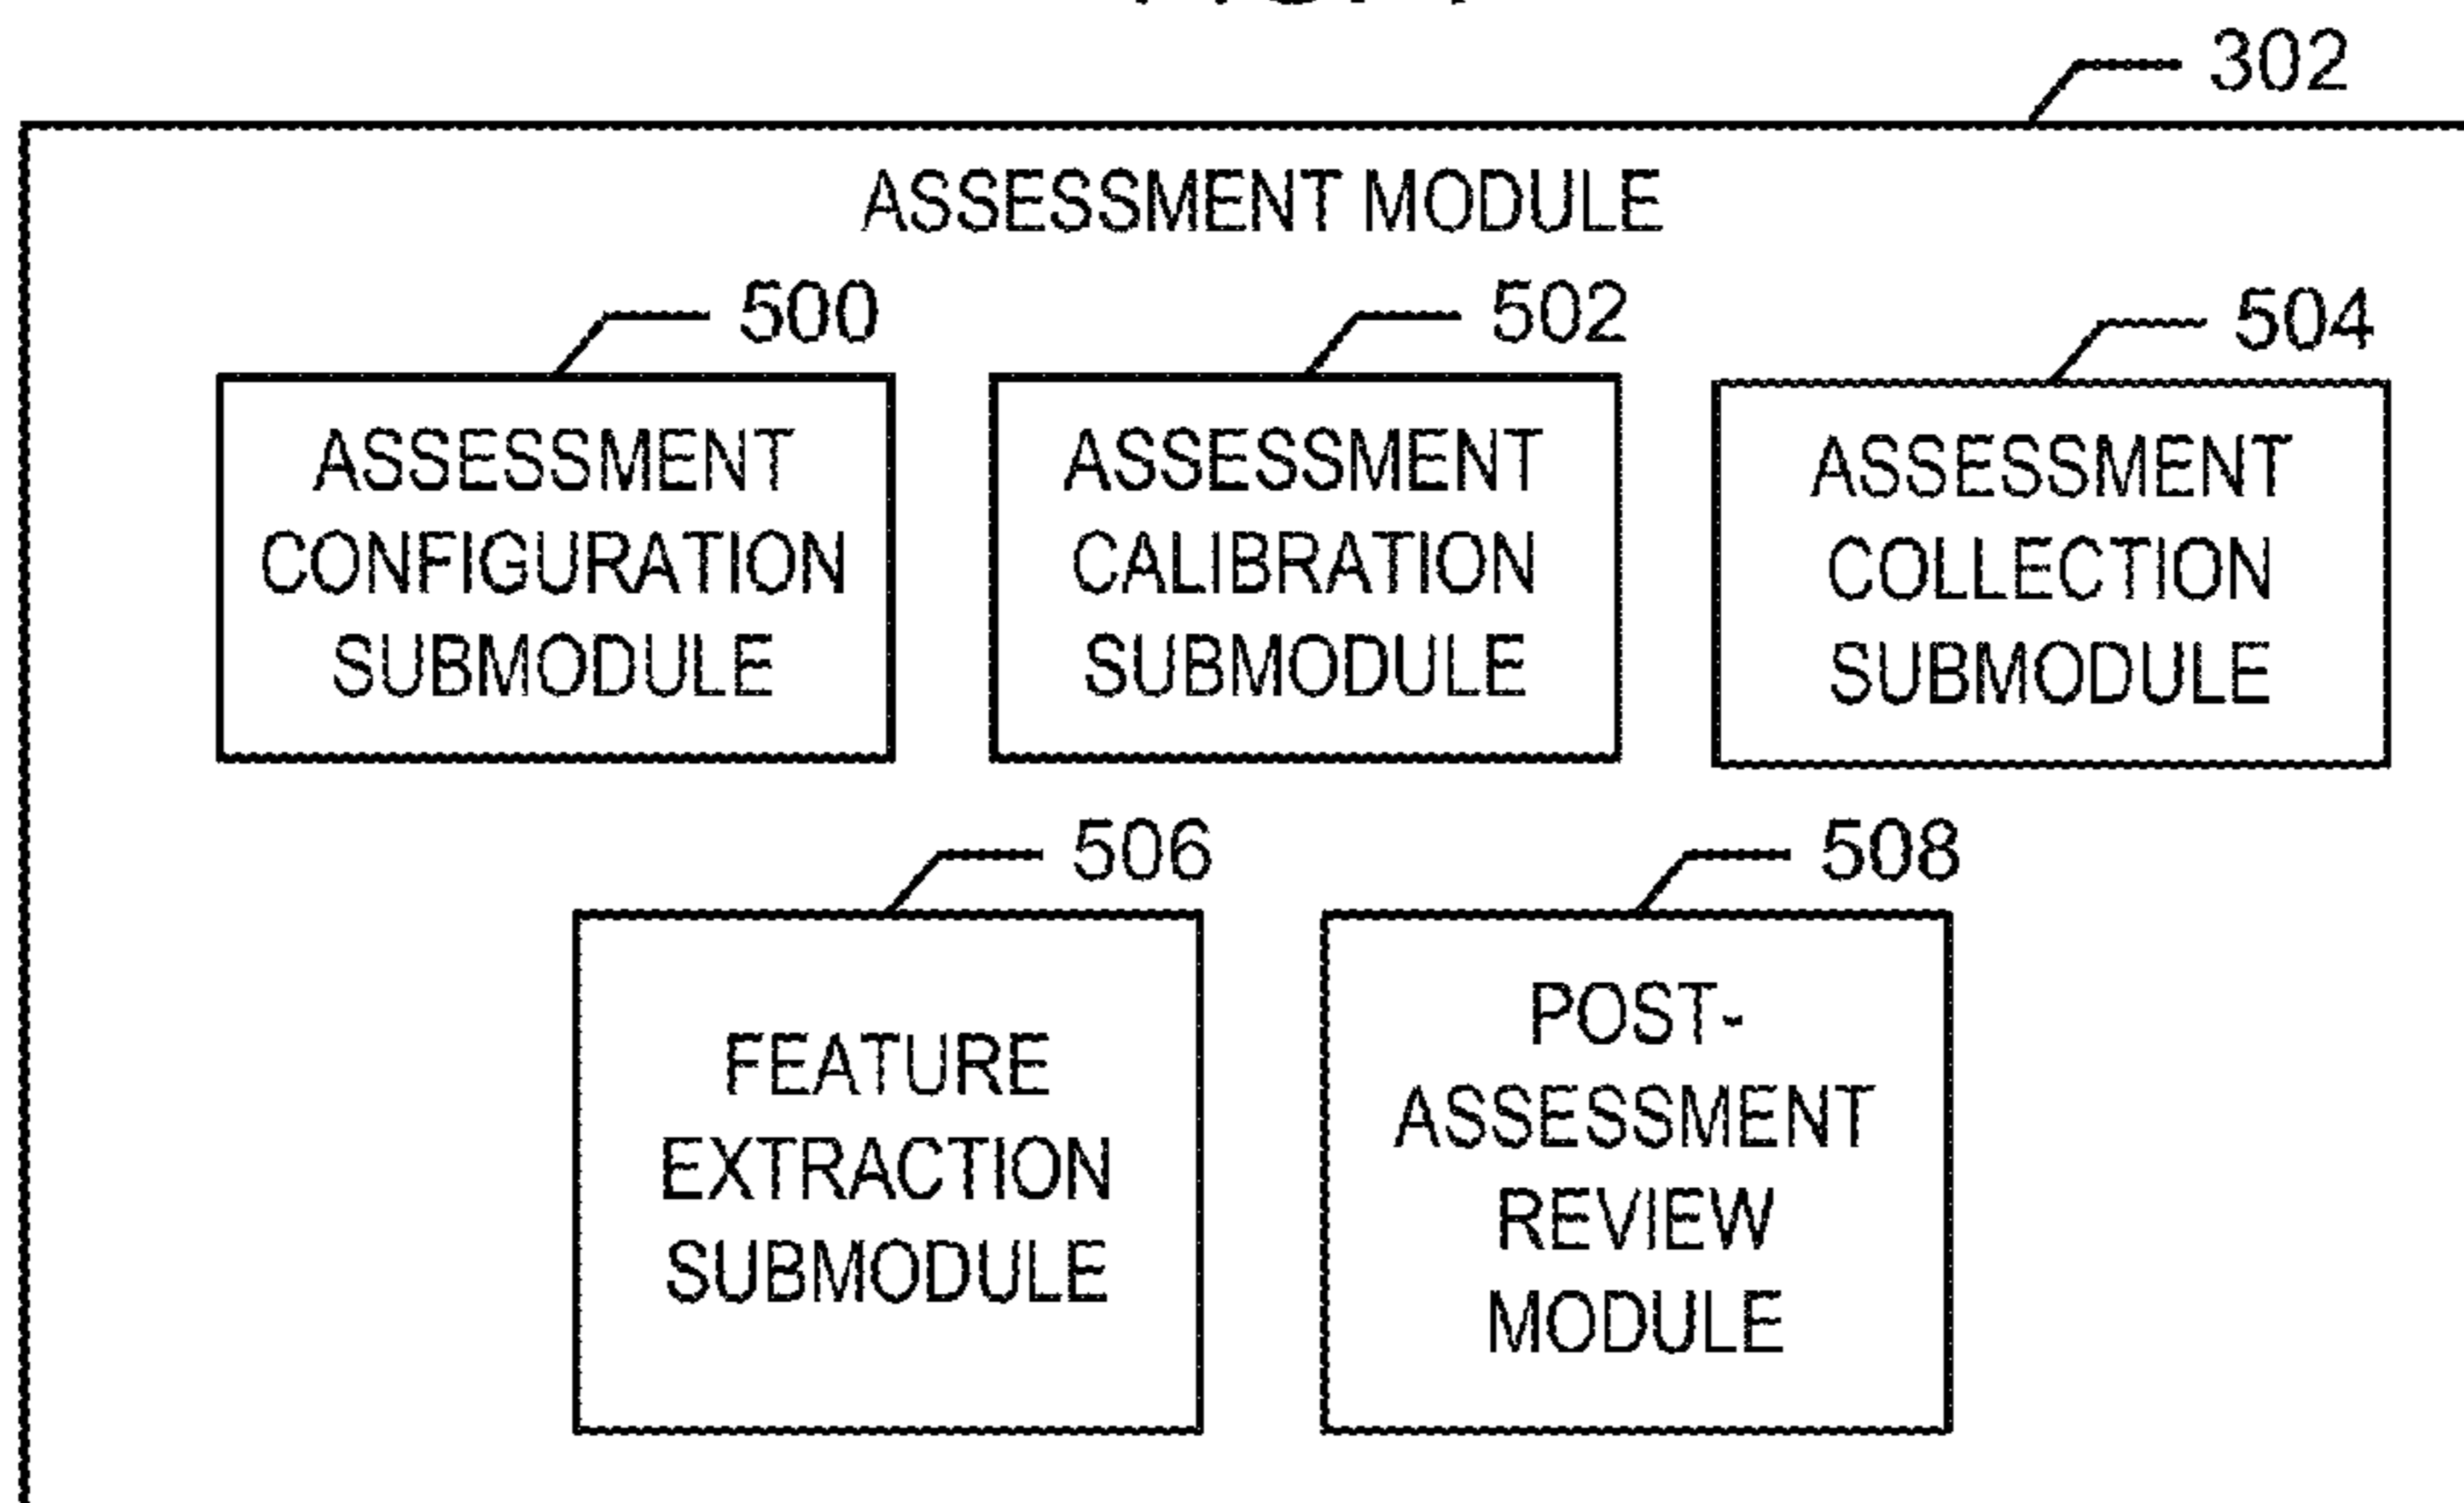 302
ASSESSMENT MODULE
500
ASSESSMENT
CONFIGURATION
SUBMODULE
502
ASSESSMENT
CALIBRATION
SUBMODULE
504
ASSESSMENT
COLLECTION
SUBMODULE
506
FEATURE
EXTRACTION
SUBMODULE
508
POST-
ASSESSMENT
REVIEW
MODULE